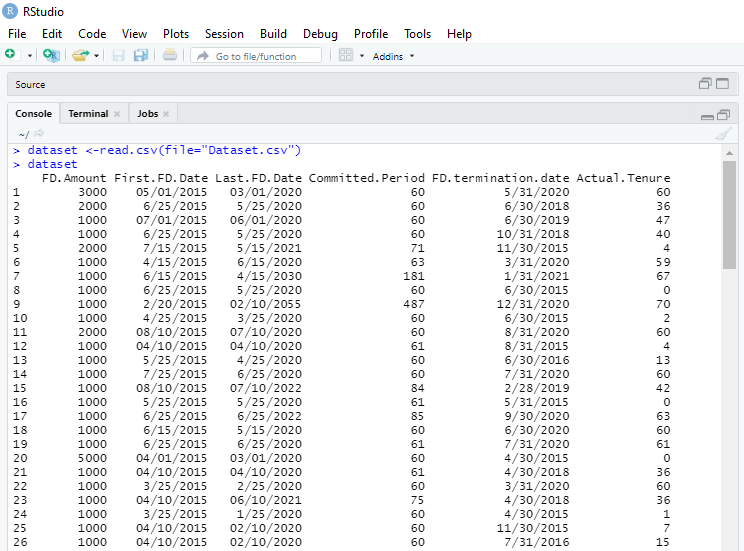 RStudio
File Edit Code View Plots Session Build Debug Profile Tools Help
Go to file/function Addins
Source
Console Terminal Jobs
~/
> dataset <-read.csv(file="Dataset.csv")
> dataset
FD.Amount First.FD.Date Last.FD.Date Committed.Period FD.termination.date Actual.Tenure
1 3000 05/01/2015 03/01/2020 60 5/31/2020 60
2 2000 6/25/2015 5/25/2020 60 6/30/2018 36
3 1000 07/01/2015 06/01/2020 60 6/30/2019 47
4 1000 6/25/2015 5/25/2020 60 10/31/2018 40
5 2000 7/15/2015 5/15/2021 71 11/30/2015 4
6 1000 4/15/2015 6/15/2020 63 3/31/2020 59
7 1000 6/15/2015 4/15/2030 181 1/31/2021 67
8 1000 6/25/2015 5/25/2020 60 6/30/2015 0
9 1000 2/20/2015 02/10/2055 487 12/31/2020 70
10 1000 4/25/2015 3/25/2020 60 6/30/2015 2
11 2000 08/10/2015 07/10/2020 60 8/31/2020 60
12 1000 04/10/2015 04/10/2020 61 8/31/2015 4
13 1000 5/25/2015 4/25/2020 60 6/30/2016 13
14 1000 7/25/2015 6/25/2020 60 7/31/2020 60
15 1000 08/10/2015 07/10/2022 84 2/28/2019 42
16 1000 5/25/2015 5/25/2020 61 5/31/2015 0
17 1000 6/25/2015 6/25/2022 85 9/30/2020 63
18 1000 6/15/2015 5/15/2020 60 6/30/2020 60
19 1000 6/25/2015 6/25/2020 61 7/31/2020 61
20 5000 04/01/2015 03/01/2020 60 4/30/2015 0
21 1000 04/10/2015 04/10/2020 61 4/30/2018 36
22 1000 3/25/2015 2/25/2020 60 3/31/2020 60
23 1000 04/10/2015 06/10/2021 75 4/30/2018 36
24 1000 3/25/2015 1/25/2020 60 4/30/2015 1
25 1000 04/10/2015 02/10/2020 60 11/30/2015 7
26 1000 04/10/2015 02/10/2020 60 7/31/2016 15